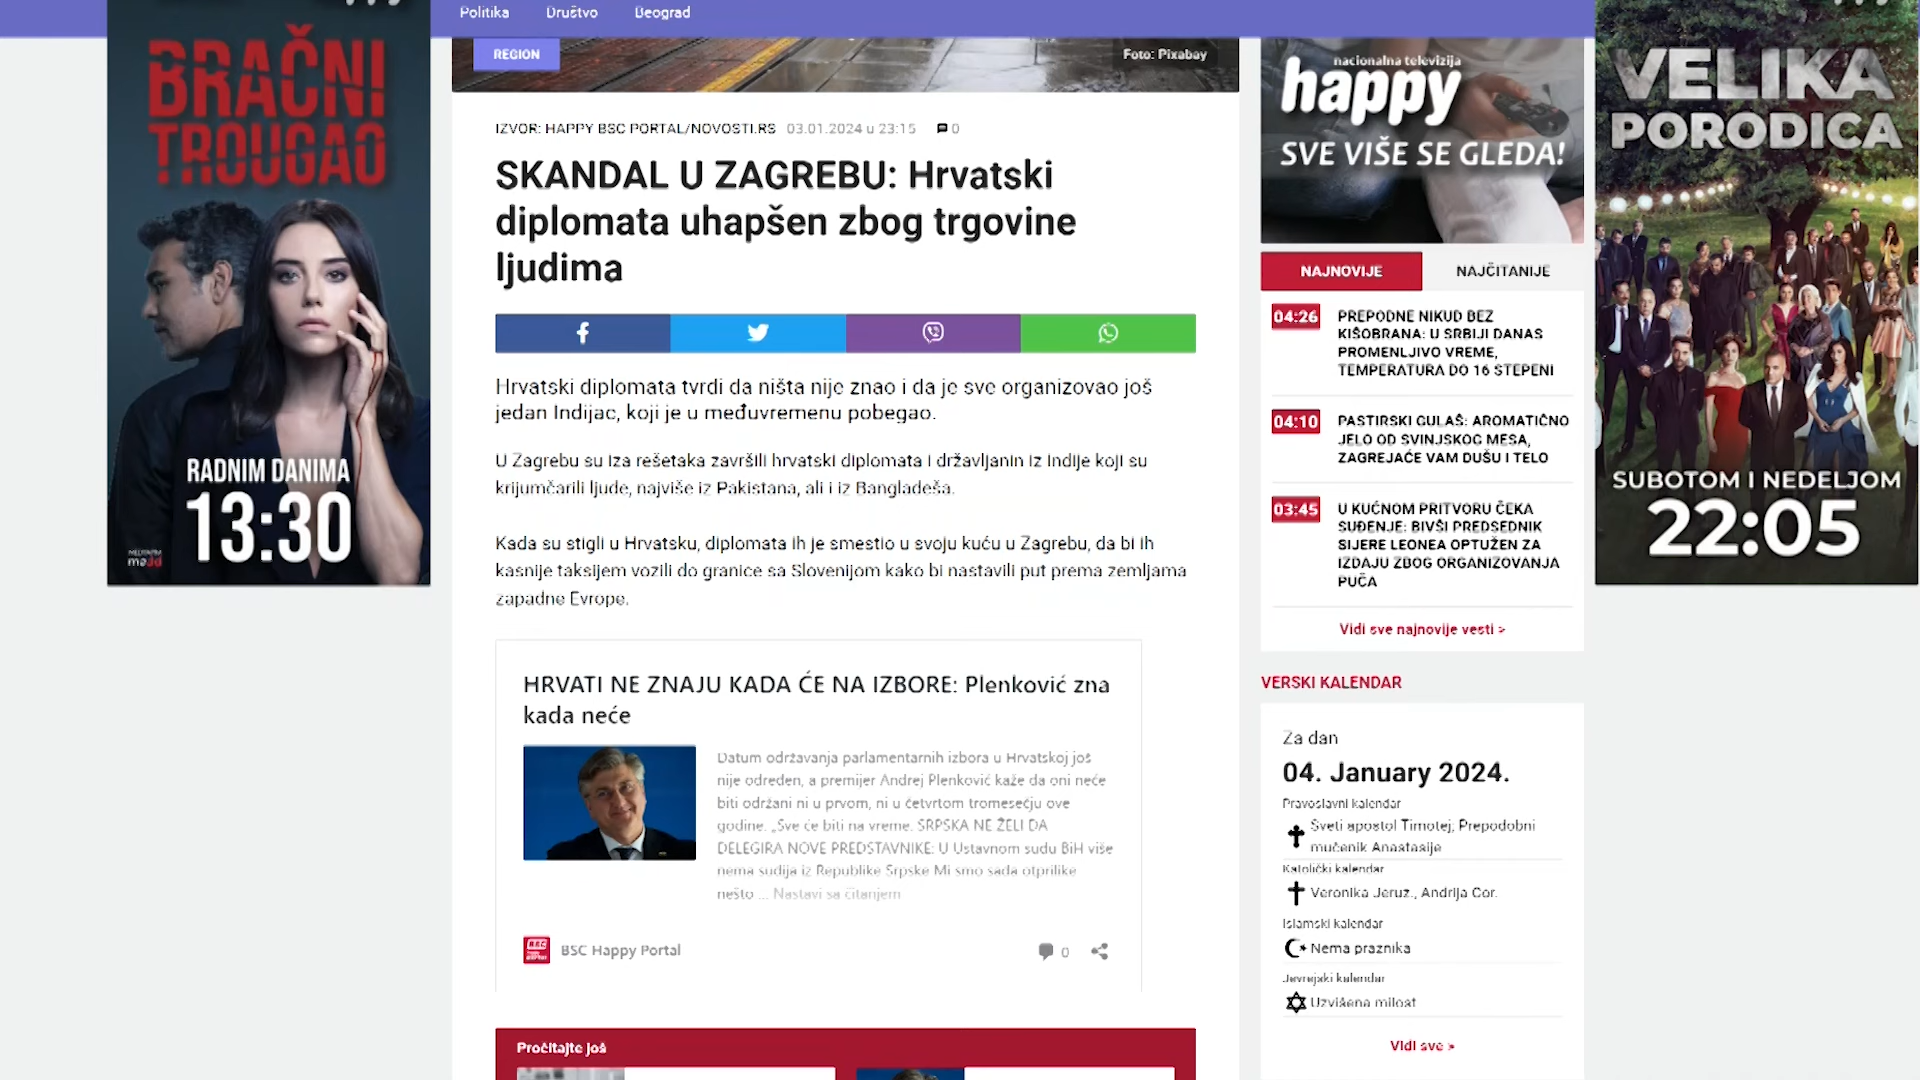 Politika
Društvo
Beograd
BRAČNI
TROUGAO
RADNIM DANIMA
13:30
REGION
Foto: Pixabay
IZVOR: HAPPY BSC PORTAL/NOVOSTI.RS 03.01.2024 u 23:15 0
SKANDAL U ZAGREBU: Hrvatski
diplomata uhapšen zbog trgovine
ljudima
Hrvatski diplomata tvrdi da ništa nije znao i da je sve organizovao još
jedan Indijac, koji je u međuvremenu pobegao.
U Zagrebu su iza rešetaka završili hrvatski diplomata i državljanin iz Indije koji su
krijumčarili ljude, najviše iz Pakistana, ali i iz Bangladeša.
Kada su stigli u Hrvatsku, diplomata ih je smestio u svoju kuću u Zagrebu, da bi ih
kasnije taksijem vozili do granice sa Slovenijom kako bi nastavili put prema zemljama
zapadne Evrope.
HRVATI NE ZNAJU KADA ĆE NA IZBORE: Plenković zna
kada neće
Datum održavanja parlamentarnih izbora u Hrvatskoj još
nije određen, a premijer Andrej Plenković kaže da oni neće
biti održani ni u prvom, ni u četvrtom tromesečju ove
godine. „Sve će biti na vreme. SRPSKA NE ŽELI DA
DELEGIRA NOVE PREDSTAVNIKE: U Ustavnom sudu BiH više
nema sudija iz Republike Srpske Mi smo sada otprilike
nešto ... Nastavi sa čitanjem
BSC Happy Portal
0
Pročitajte još
nacionalna televizija
happy
SVE VIŠE SE GLEDA!
NAJNOVIJE
NAJČITANIJE
04:26
PREPODNE NIKUD BEZ
KIŠOBRANA: U SRBIJI DANAS
PROMENLJIVO VREME,
TEMPERATURA DO 16 STEPENI
04:10
PASTIRSKI GULAŠ: AROMATIČNO
JELO OD SVINJSKOG MESA,
ZAGREJAĆE VAM DUŠU I TELO
03:45
U KUĆNOM PRITVORU ČEKA
SUĐENJE: BIVŠI PREDSEDNIK
SIJERE LEONEA OPTUŽEN ZA
IZDAJU ZBOG ORGANIZOVANJA
PUČA
Vidi sve najnovije vesti >
VERSKI KALENDAR
Za dan
04. January 2024.
Pravoslavni kalendar
Sveti apostol Timotej; Prepodobni
mučenik Anastasije
Katolički kalendar
Veronika Jeruz., Andrija Cor.
Islamski kalendar
Nema praznika
Jevrejski kalendar
Uzvišena milost
Vidi sve >
VELIKA
PORODICA
SUBOTOM I NEDELJOM
22:05